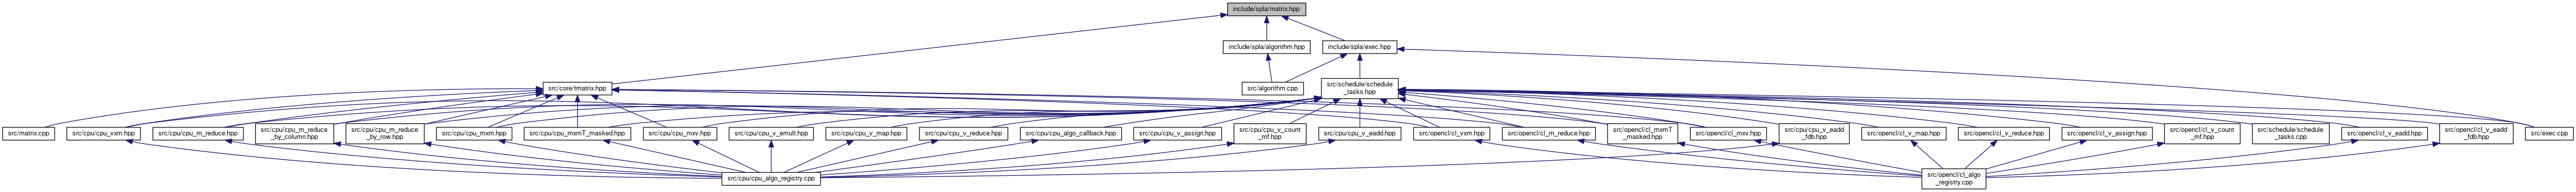 include/spla/matrix.hpp
include/spla/algorithm.hpp
include/spla/exec.hpp
src/core/tmatrix.hpp
src/algorithm.cpp
src/schedule/schedule
_tasks.hpp
src/matrix.cpp
src/cpu/cpu_vxm.hpp
src/cpu/cpu_m_reduce.hpp
src/cpu/cpu_m_reduce
_by_column.hpp
src/cpu/cpu_m_reduce
_by_row.hpp
src/cpu/cpu_mxm.hpp
src/cpu/cpu_mxmT_masked.hpp
src/cpu/cpu_mxv.hpp
src/cpu/cpu_v_emult.hpp
src/cpu/cpu_v_map.hpp
src/cpu/cpu_v_reduce.hpp
src/cpu/cpu_algo_callback.hpp
src/cpu/cpu_v_assign.hpp
src/cpu/cpu_v_count
_mf.hpp
src/cpu/cpu_v_eadd.hpp
src/opencl/cl_vxm.hpp
src/opencl/cl_m_reduce.hpp
src/opencl/cl_mxmT
_masked.hpp
src/opencl/cl_mxv.hpp
src/cpu/cpu_v_eadd
_fdb.hpp
src/opencl/cl_v_map.hpp
src/opencl/cl_v_reduce.hpp
src/opencl/cl_v_assign.hpp
src/opencl/cl_v_count
_mf.hpp
src/schedule/schedule
_tasks.cpp
src/opencl/cl_v_eadd.hpp
src/opencl/cl_v_eadd
_fdb.hpp
src/exec.cpp
src/cpu/cpu_algo_registry.cpp
src/opencl/cl_algo
_registry.cpp